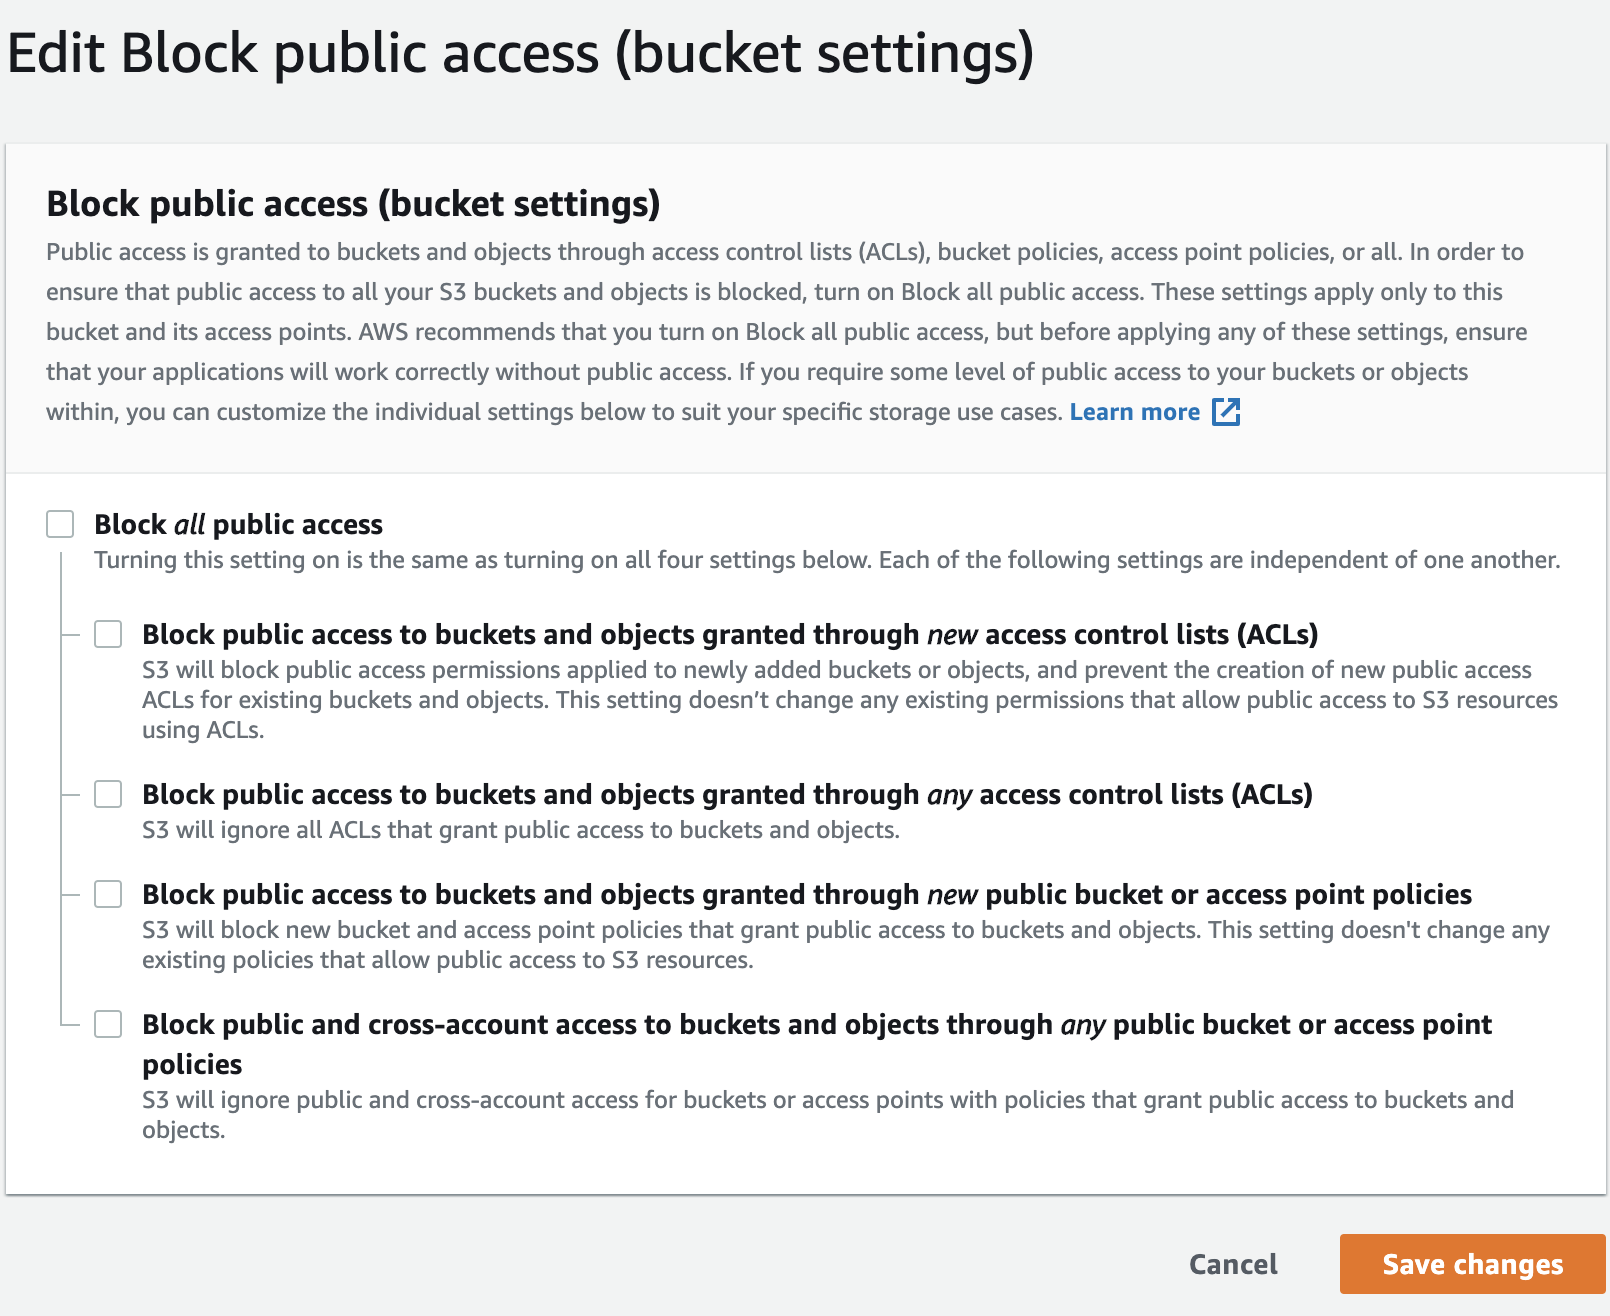 Edit Block public access (bucket settings)
Block public access (bucket settings)
Public access is granted to buckets and objects through access control lists (ACLs), bucket policies, access point policies, or all. In order to
ensure that public access to all your S3 buckets and objects is blocked, turn on Block all public access. These settings apply only to this
bucket and its access points. AWS recommends that you turn on Block all public access, but before applying any of these settings, ensure
that your applications will work correctly without public access. If you require some level of public access to your buckets or objects
within, you can customize the individual settings below to suit your specific storage use cases. Learn more
Block all public access
Turning this setting on is the same as turning on all four settings below. Each of the following settings are independent of one another.
Block public access to buckets and objects granted through new access control lists (ACLs)
S3 will block public access permissions applied to newly added buckets or objects, and prevent the creation of new public access
ACLs for existing buckets and objects. This setting doesn’t change any existing permissions that allow public access to S3 resources
using ACLs.
Block public access to buckets and objects granted through any access control lists (ACLs)
S3 will ignore all ACLs that grant public access to buckets and objects.
Block public access to buckets and objects granted through new public bucket or access point policies
S3 will block new bucket and access point policies that grant public access to buckets and objects. This setting doesn't change any
existing policies that allow public access to S3 resources.
Block public and cross-account access to buckets and objects through any public bucket or access point
policies
S3 will ignore public and cross-account access for buckets or access points with policies that grant public access to buckets and
objects.
Cancel
Save changes